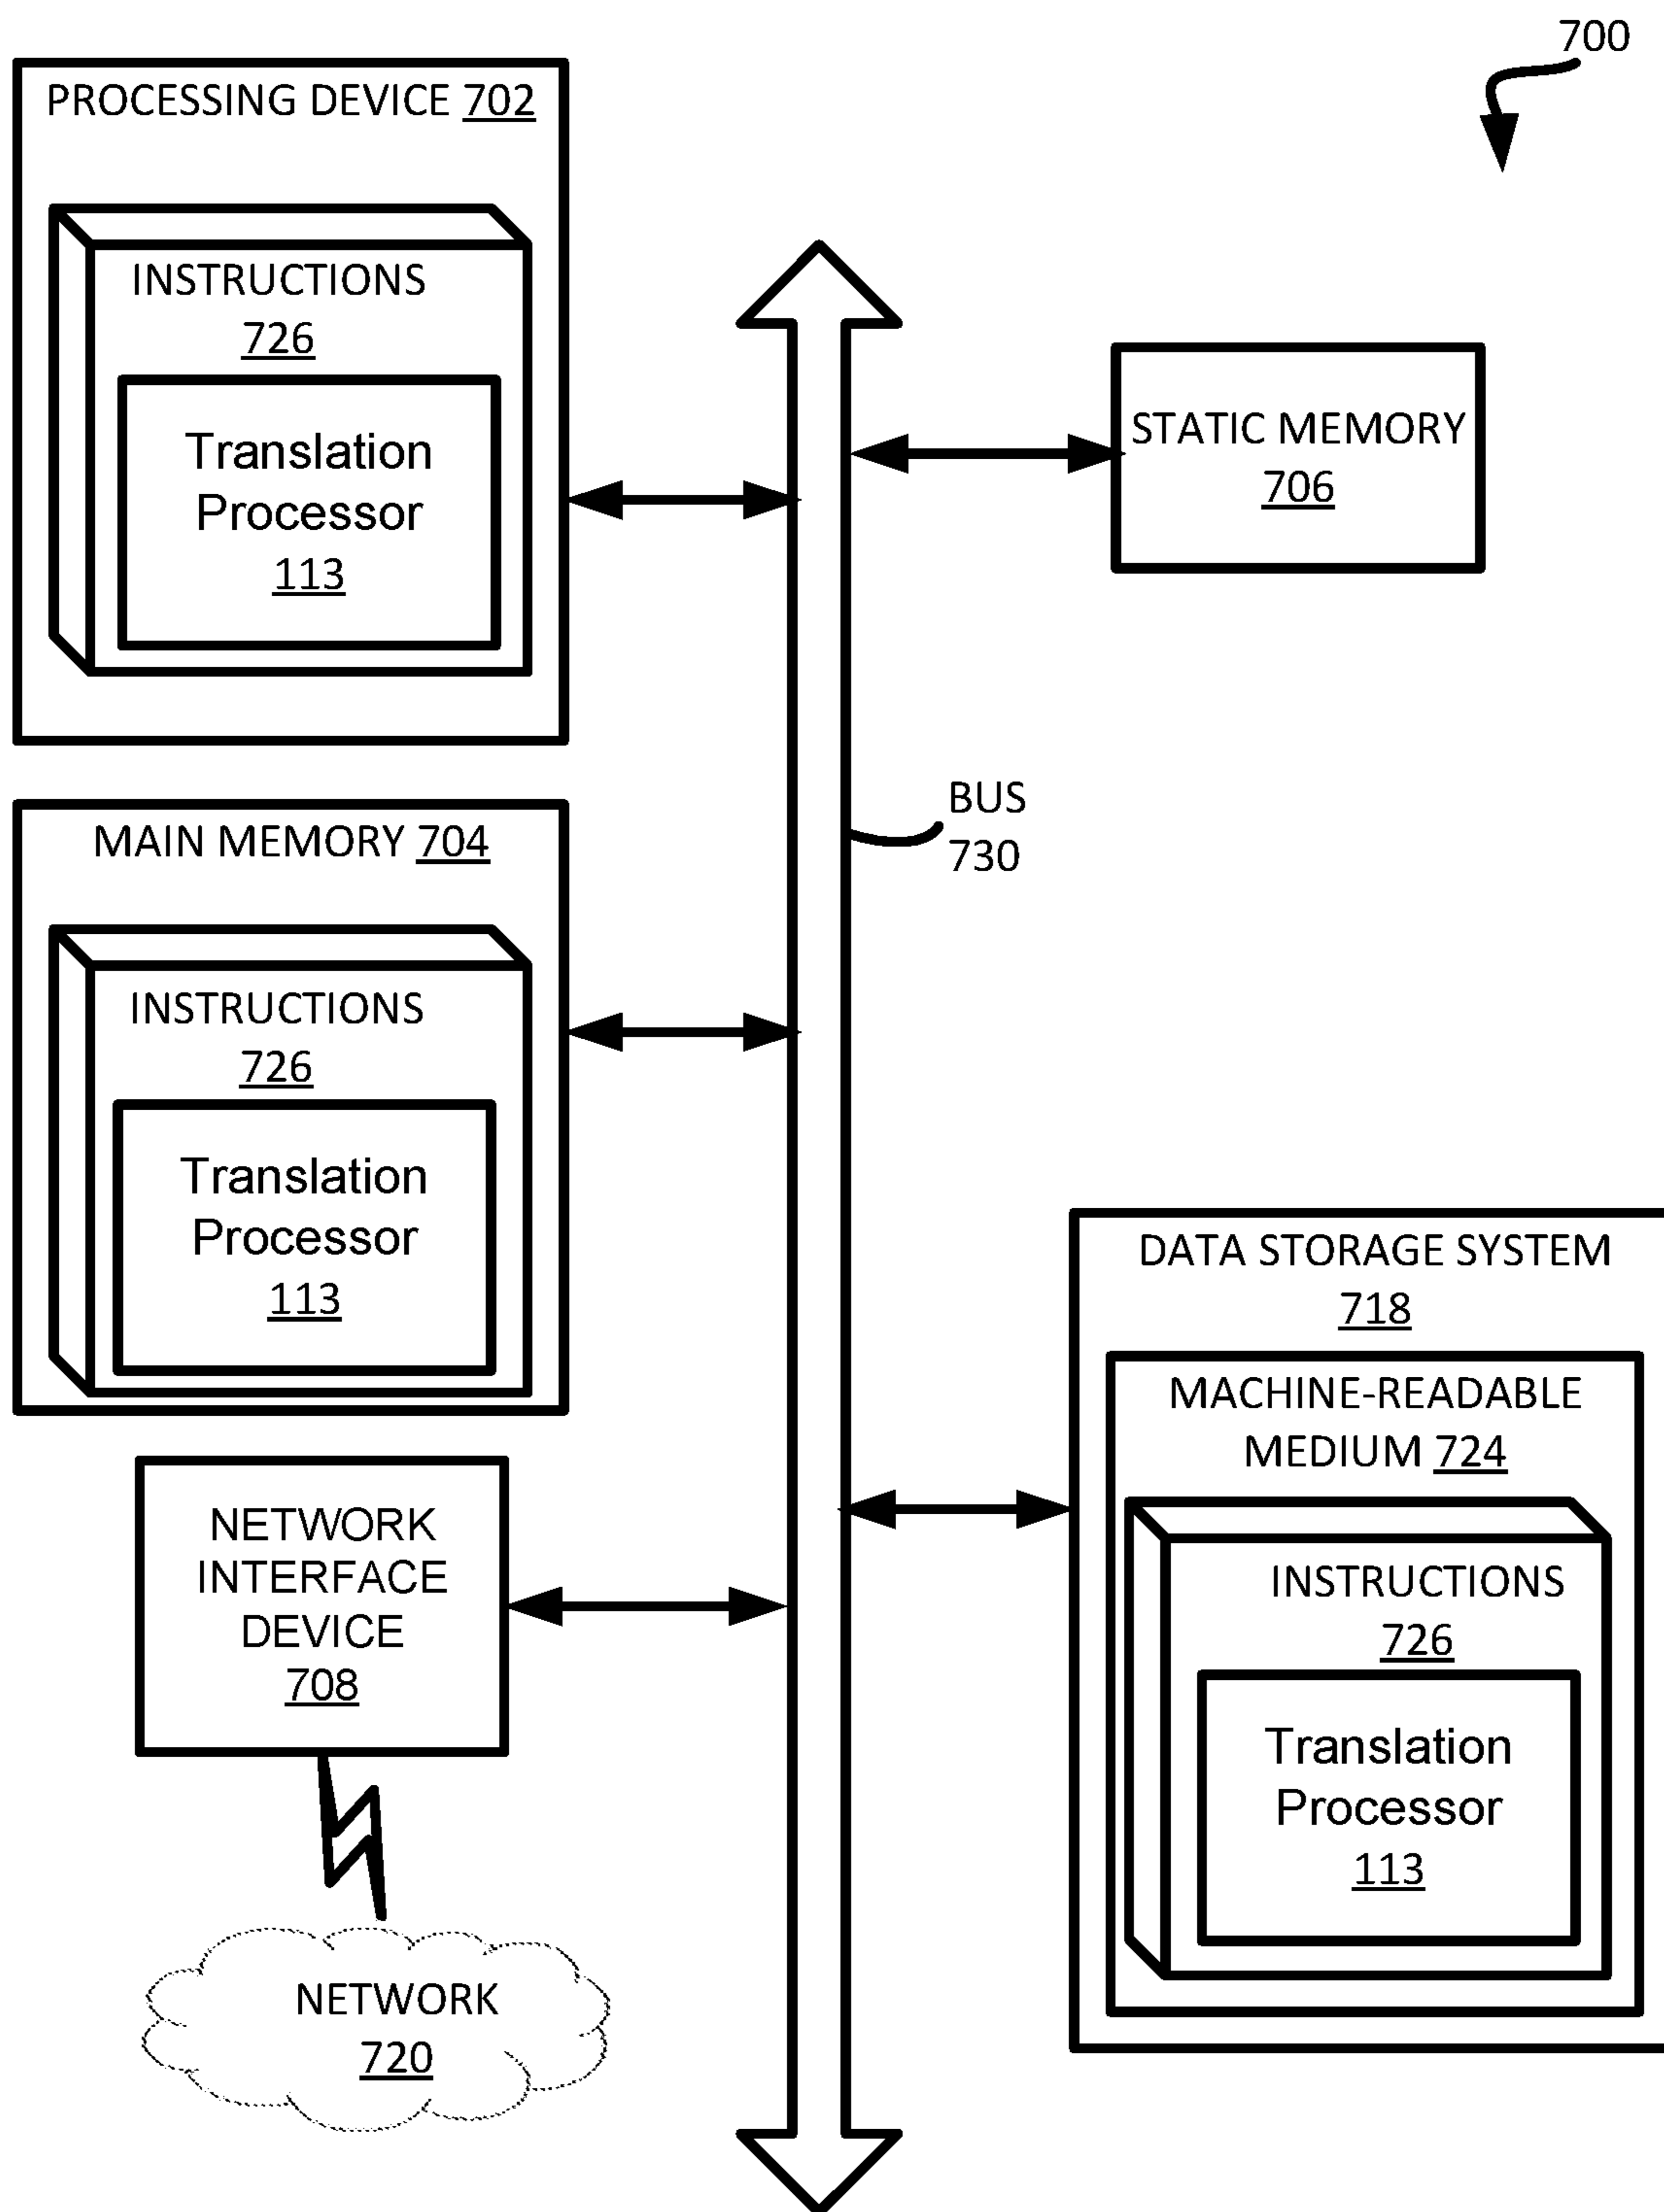 700
PROCESSING DEVICE 702
INSTRUCTIONS
726
Translation
Processor
113
STATIC MEMORY
706
BUS
730
MAIN MEMORY 704
INSTRUCTIONS
726
Translation
Processor
113
DATA STORAGE SYSTEM
718
MACHINE-READABLE
MEDIUM 724
INSTRUCTIONS
726
Translation
Processor
113
NETWORK
INTERFACE
DEVICE
708
NETWORK
720